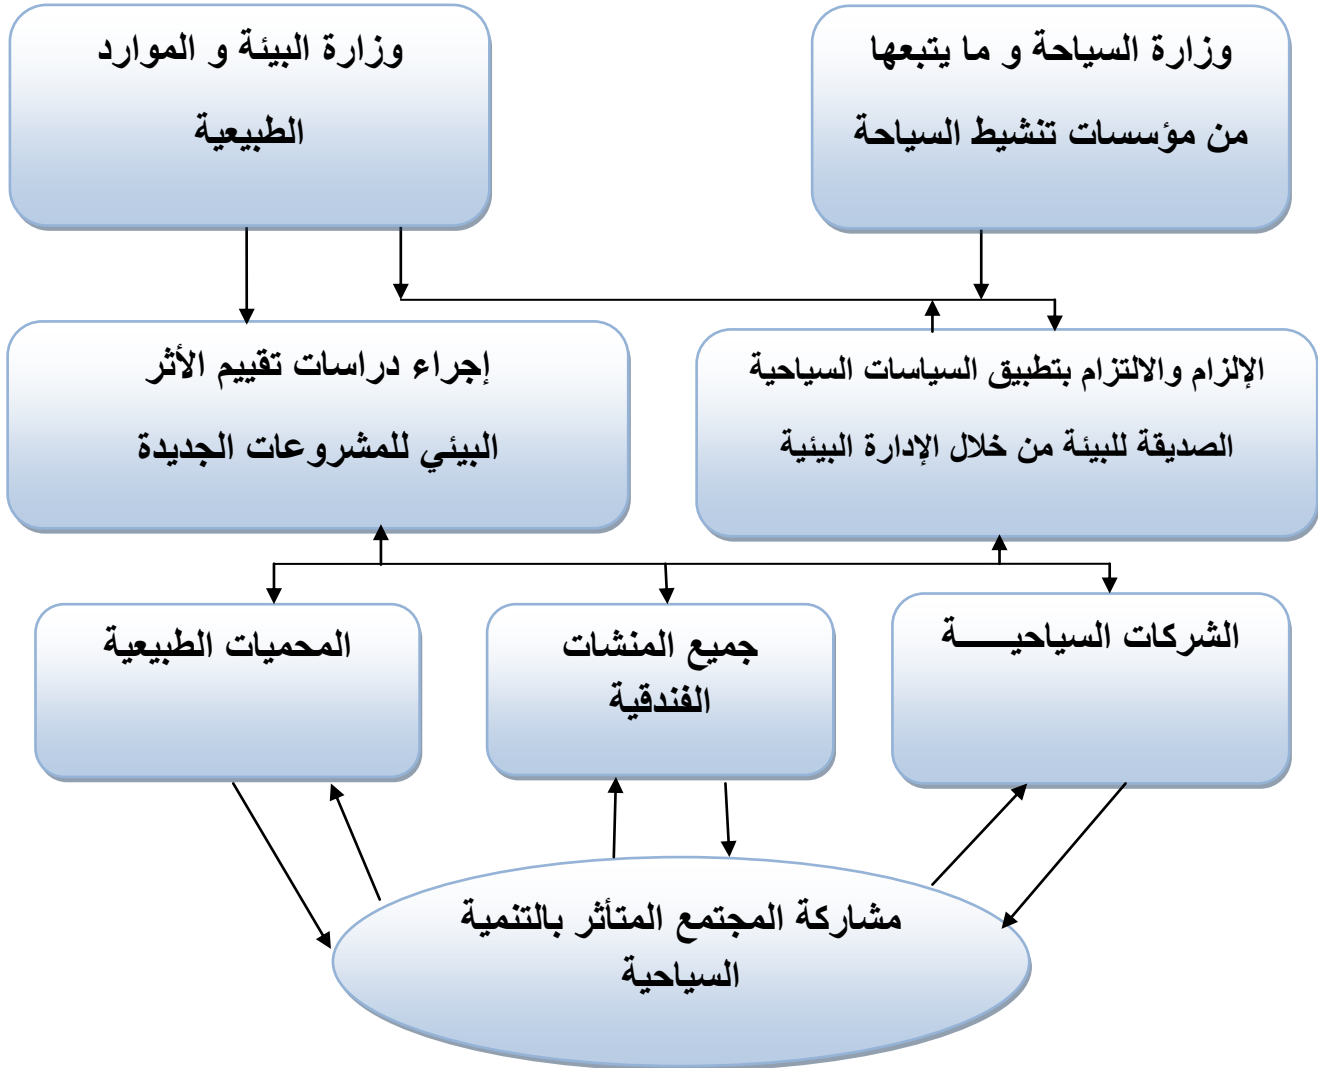 وزارة السياحة و ما يتبعها
من مؤسسات تنشيط السياحة
وزارة البيئة و الموارد
الطبيعية
الإلزام والالتزام بتطبيق السياسات السياحية
الصديقة للبيئة من خلال الإدارة البيئية
إجراء دراسات تقييم الأثر
البيئي للمشروعات الجديدة
الشركات السياحيــــــة
جميع المنشات
الفندقية
المحميات الطبيعية
مشاركة المجتمع المتأثر بالتنمية
السياحية